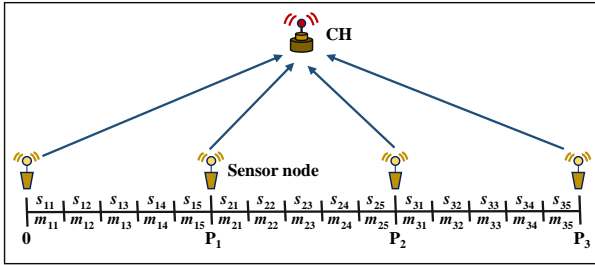 CH
Sensor node
s11 s12 s13 s14 s15 s21 s22 s23 s24 s25 s31 s32 s33 s34 s35
m11 m12 m13 m14 m15 m21 m22 m23 m24 m25 m31 m32 m33 m34 m35
0 P1 P2 P3